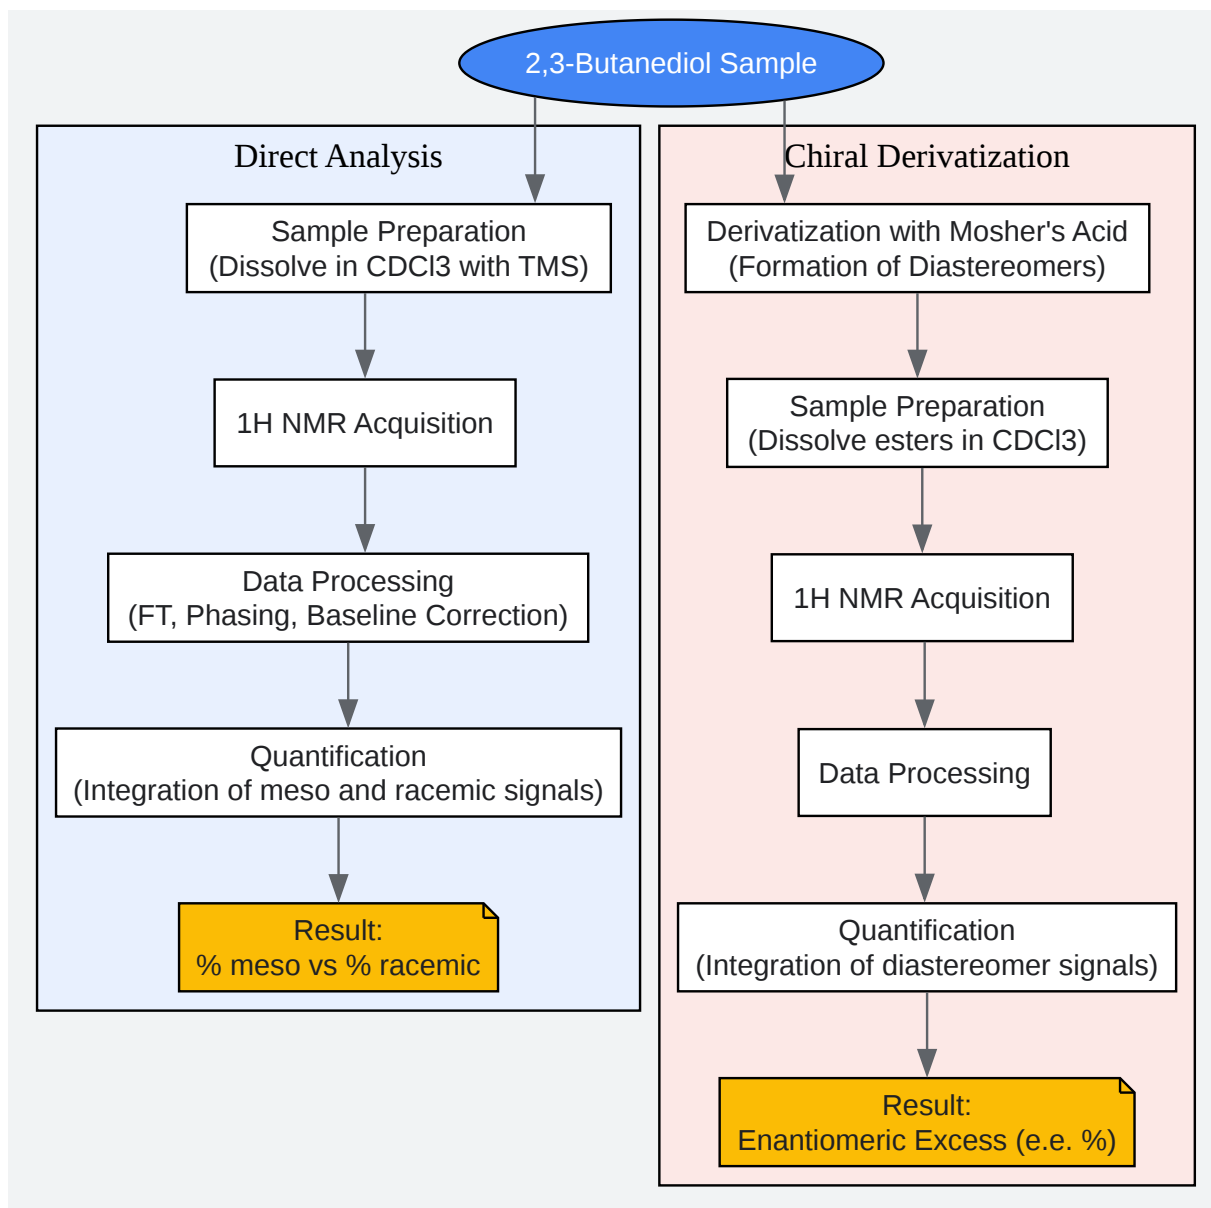 2,3-Butanediol Sample
Direct Analysis
Sample Preparation
(Dissolve in CDCl3 with TMS)
1H NMR Acquisition
Data Processing
(FT, Phasing, Baseline Correction)
Quantification
(Integration of meso and racemic signals)
Result:
% meso vs % racemic
Chiral Derivatization
Derivatization with Mosher's Acid
(Formation of Diastereomers)
Sample Preparation
(Dissolve esters in CDCl3)
1H NMR Acquisition
Data Processing
Quantification
(Integration of diastereomer signals)
Result:
Enantiomeric Excess (e.e. %)